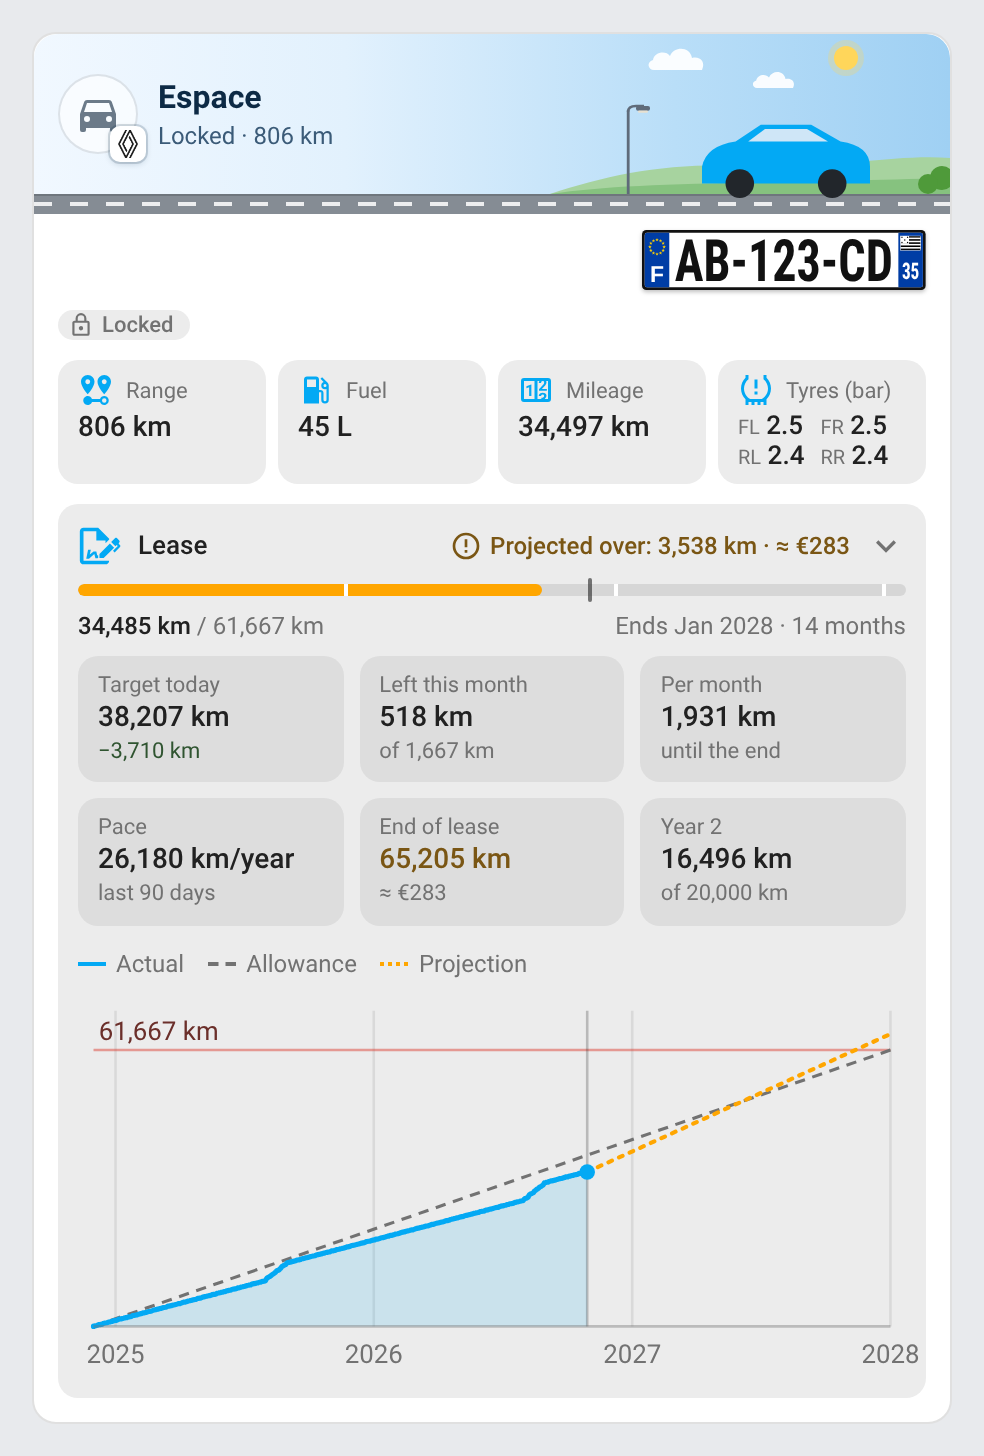 Espace
Locked · 806 km
F AB-123-CD 35
Locked
Range
806 km
Fuel
45 L
Mileage
34,497 km
Tyres (bar)
FL 2.5 FR 2.5
RL 2.4 RR 2.4
Lease
Projected over: 3,538 km · ≈ €283
34,485 km / 61,667 km
Ends Jan 2028 · 14 months
Target today
38,207 km
−3,710 km
Left this month
518 km
of 1,667 km
Per month
1,931 km
until the end
Pace
26,180 km/year
last 90 days
End of lease
65,205 km
≈ €283
Year 2
16,496 km
of 20,000 km
Actual
Allowance
Projection
61,667 km
2025
2026
2027
2028